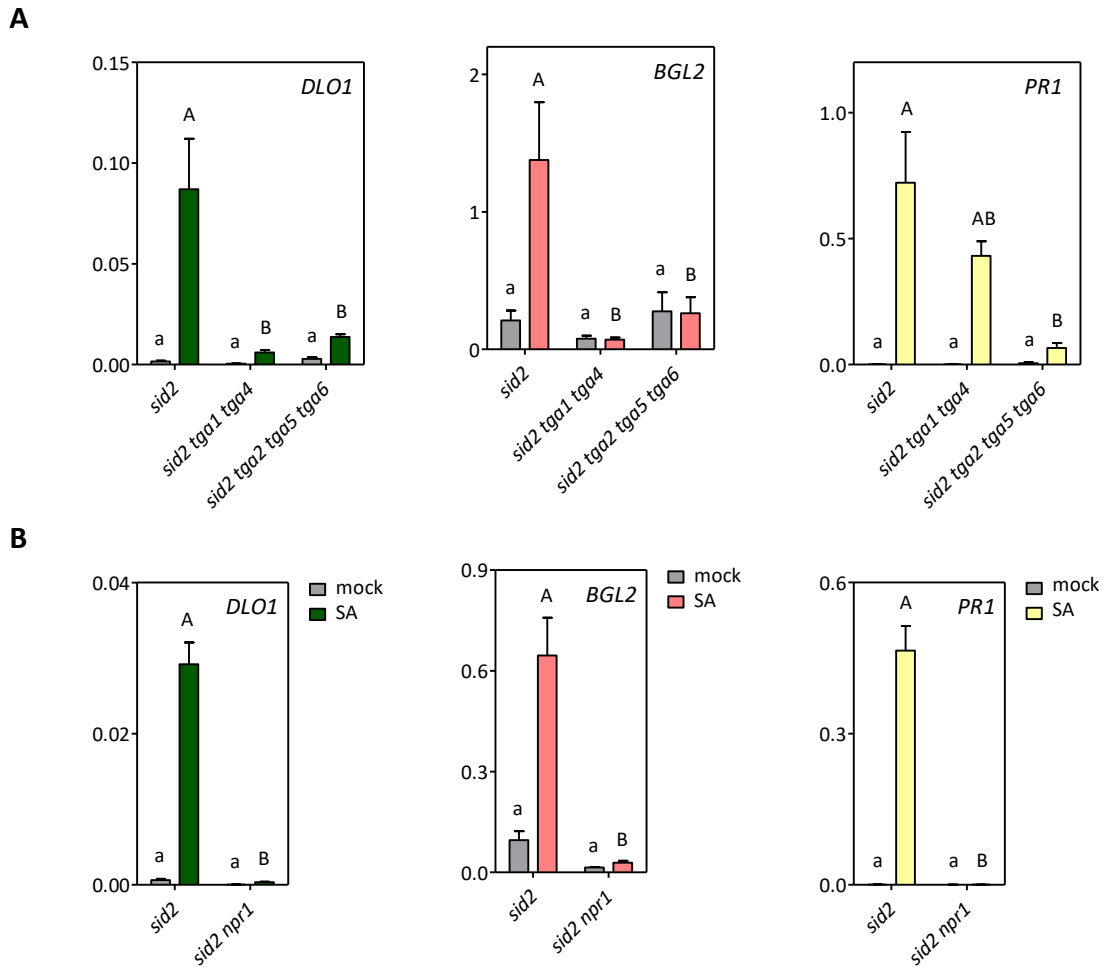 A
0.15
0.10
0.05
0.00
DLO1
A
a
a
B
a
B
sid2
sid2 tga1 tga4
sid2 tga2 tga5 tga6
2
1
0
BGL2
A
a
a
B
a
B
sid2
sid2 tga1 tga4
sid2 tga2 tga5 tga6
1.0
0.5
0.0
PR1
A
a
a
AB
a
B
sid2
sid2 tga1 tga4
sid2 tga2 tga5 tga6
B
0.04
0.02
0.00
DLO1
A
a
a
B
sid2
sid2 npr1
mock
SA
0.9
0.6
0.3
0.0
BGL2
A
a
a
B
sid2
sid2 npr1
mock
SA
0.6
0.3
0.0
PR1
A
a
a
B
sid2
sid2 npr1
mock
SA